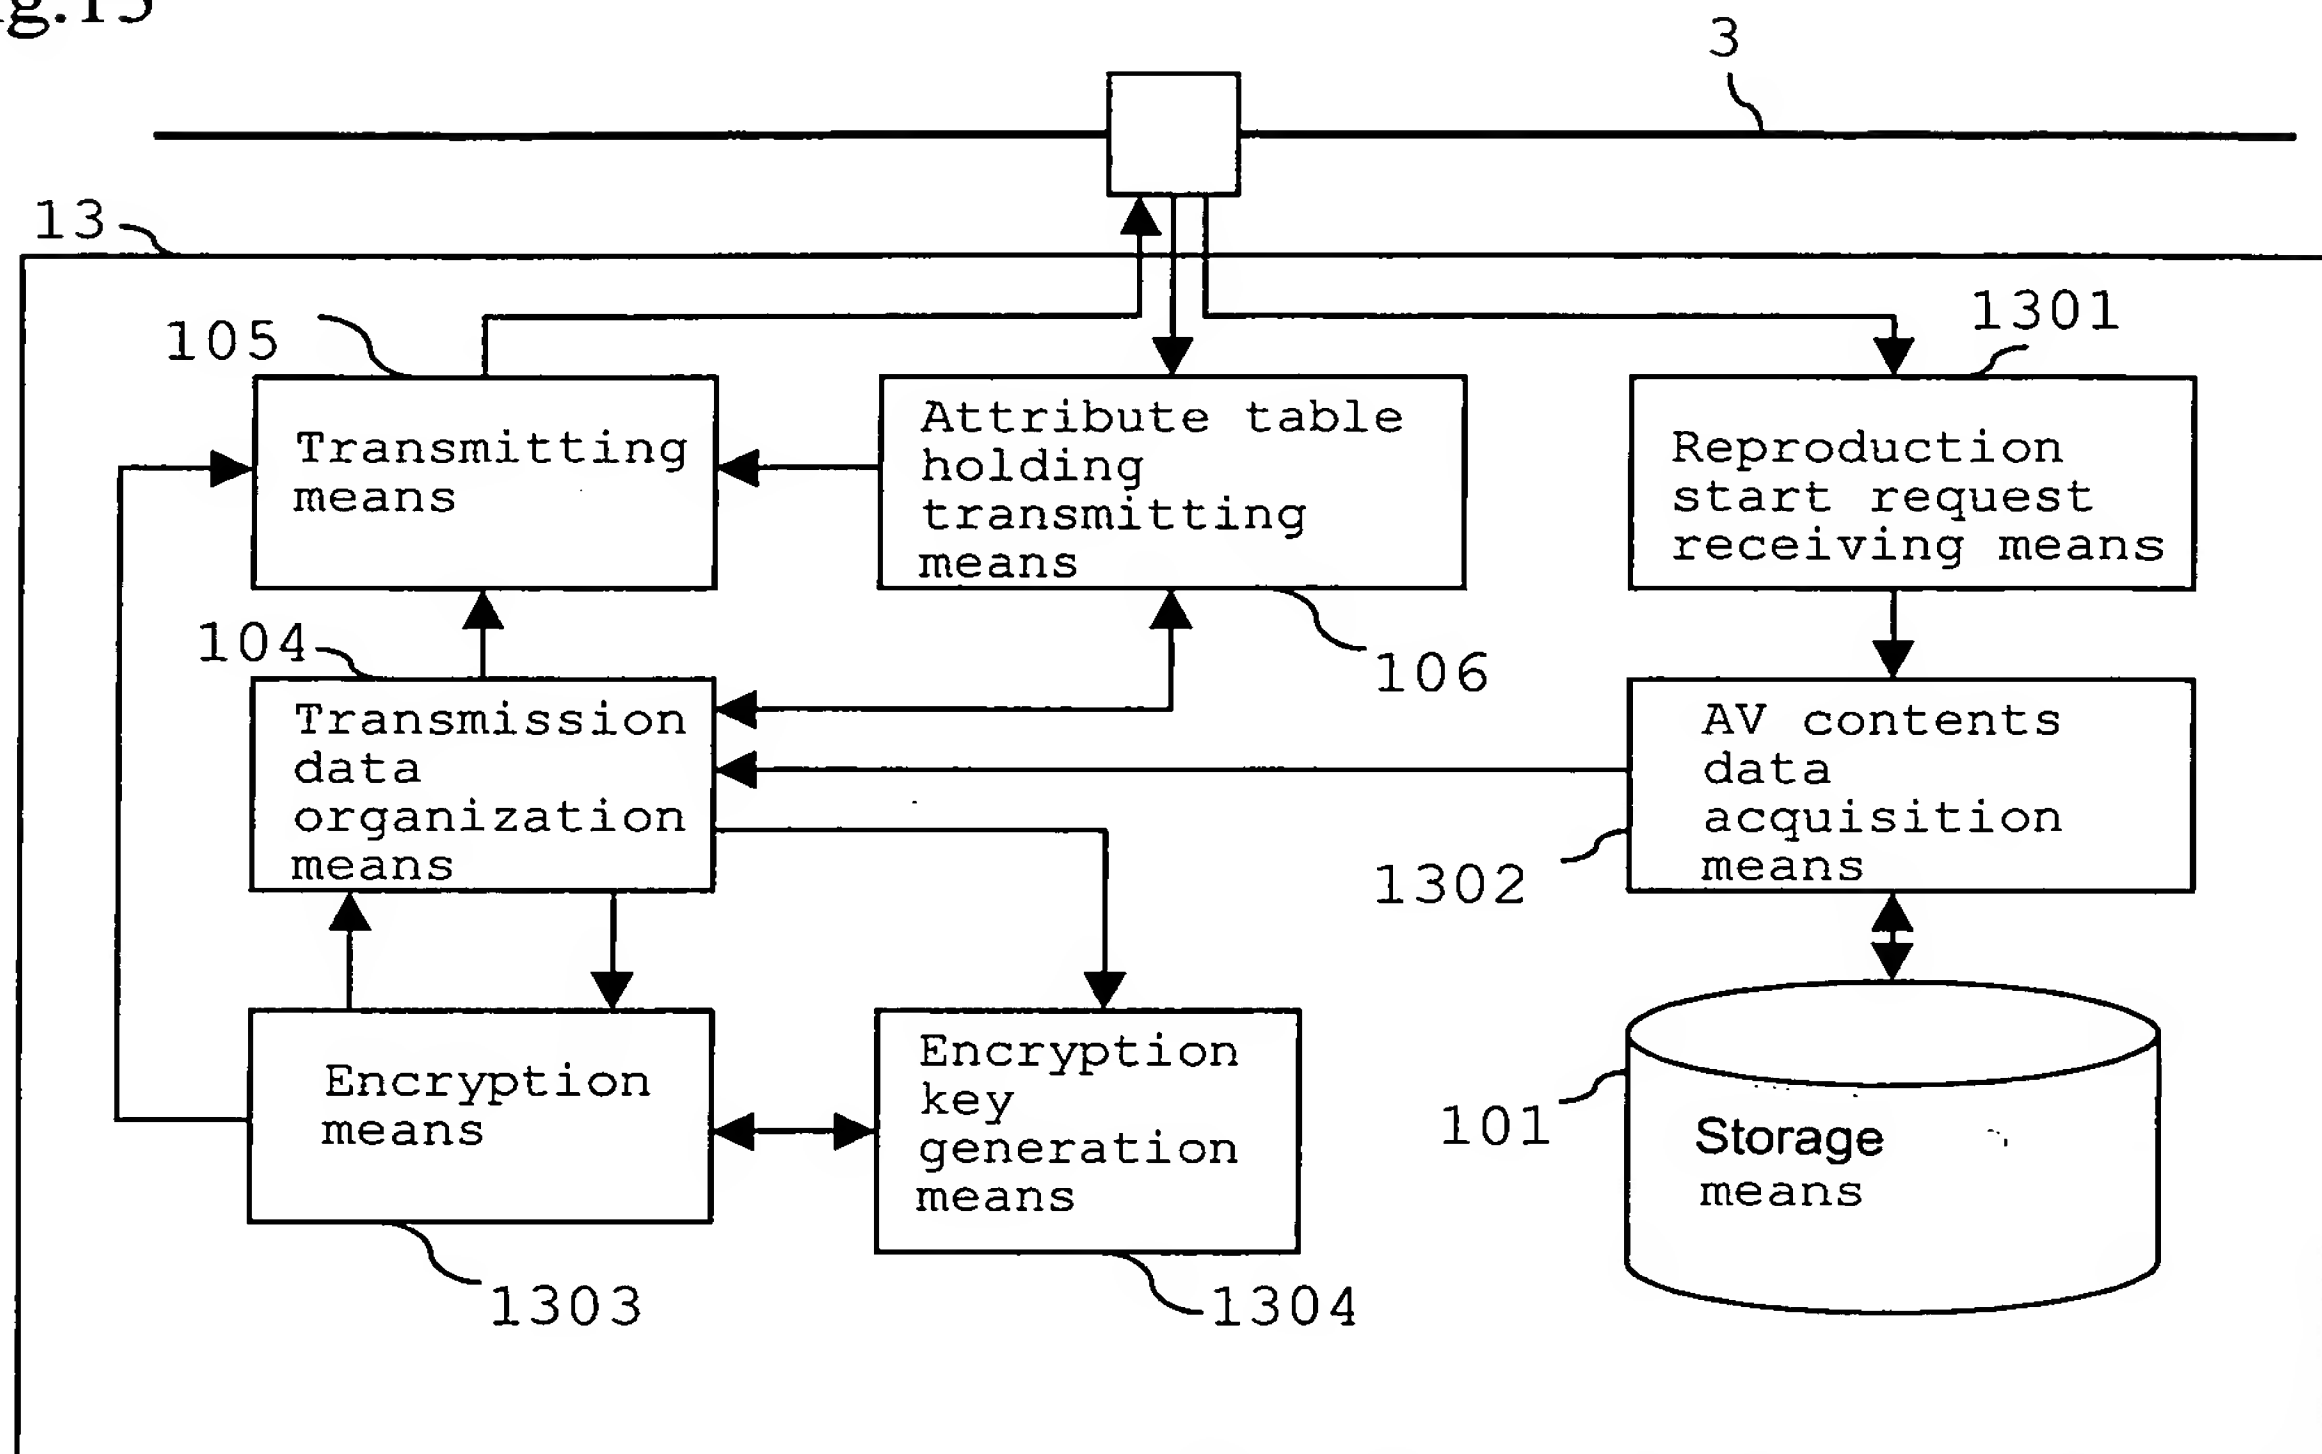 3
13
105
1301
Transmitting
means
Attribute table
holding
transmitting
means
Reproduction
start request
receiving means
104
106
Transmission
data
organization
means
AV contents
data
acquisition
means
1302
Encryption
means
Encryption
key
generation
means
101
Storage
means
1303
1304